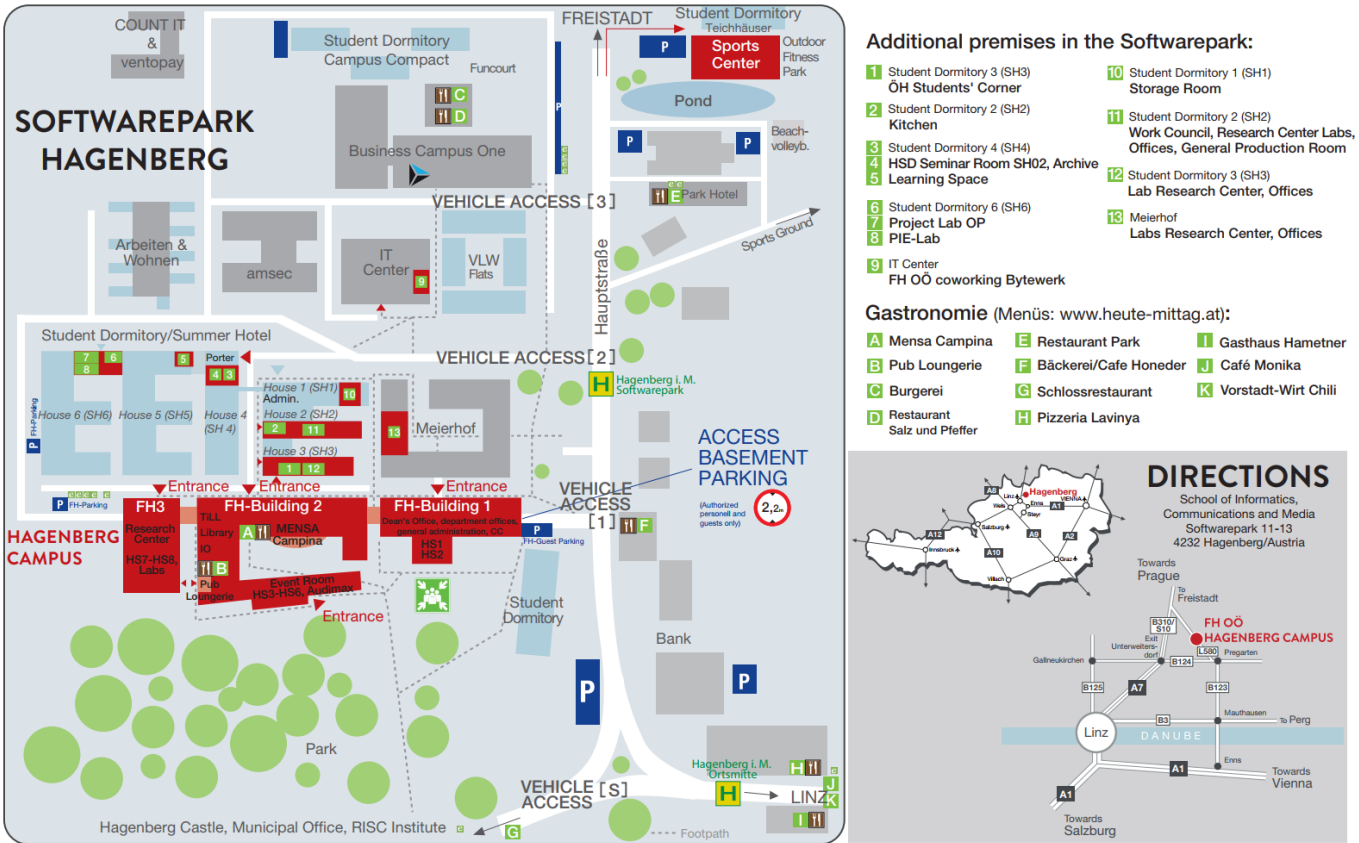 COUNT IT
&
ventopay
Student Dormitory
Campus Compact
Funcourt
FREISTADT
Student Dormitory
Teichhäuser
P
Sports
Center
Outdoor
Fitness
Park
Pond
C
D
P
SOFTWAREPARK
HAGENBERG
Business Campus One
P
P
Beach-
volleyb.
E
Park Hotel
VEHICLE ACCESS [3]
Sports Ground
Arbeiten &
Wohnen
amsec
IT
Center
9
VLW
Flats
Hauptstraße
Student Dormitory/Summer Hotel
VEHICLE ACCESS [2]
7
6
8
5
Porter
4
3
House 1 (SH1)
Admin.
10
H
Hagenberg i. M.
Softwarepark
FH-Parking
P
House 6 (SH6)
House 5 (SH5)
House 4
(SH 4)
House 2 (SH2)
2
11
13
Meierhof
House 3 (SH3)
1
12
ACCESS
BASEMENT
PARKING
(Authorized
personell and
guests only)
2,2m
P
FH-Parking
Entrance
Entrance
Entrance
VEHICLE
ACCESS
[1]
HAGENBERG
CAMPUS
FH3
Research
Center
HS7-HS8,
Labs
FH-Building 2
TiLL
Library
IO
A
MENSA
Campina
B
Pub
Loungerie
Event Room
HS3-HS6, Audimax
Entrance
FH-Building 1
Dean's Office, department offices,
general administration, CC
HS1
HS2
P
FH-Guest Parking
F
Student
Dormitory
Bank
P
P
Park
Hagenberg i. M.
Ortsmitte
H
H
J
K
LINZ
I
VEHICLE
ACCESS
[S]
Hagenberg Castle, Municipal Office, RISC Institute
G
Footpath
Additional premises in the Softwarepark:
1 Student Dormitory 3 (SH3)
ÖH Students' Corner
2 Student Dormitory 2 (SH2)
Kitchen
3 Student Dormitory 4 (SH4)
4 HSD Seminar Room SH02, Archive
5 Learning Space
6 Student Dormitory 6 (SH6)
7 Project Lab OP
8 PIE-Lab
9 IT Center
FH OÖ coworking Bytewerk
10 Student Dormitory 1 (SH1)
Storage Room
11 Student Dormitory 2 (SH2)
Work Council, Research Center Labs,
Offices, General Production Room
12 Student Dormitory 3 (SH3)
Lab Research Center, Offices
13 Meierhof
Labs Research Center, Offices
Gastronomie (Menüs: www.heute-mittag.at):
A Mensa Campina
B Pub Loungerie
C Burgerei
D Restaurant
Salz und Pfeffer
E Restaurant Park
F Bäckerei/Cafe Honeder
G Schlossrestaurant
H Pizzeria Lavinya
I Gasthaus Hametner
J Café Monika
K Vorstadt-Wirt Chili
DIRECTIONS
School of Informatics,
Communications and Media
Softwarepark 11-13
4232 Hagenberg/Austria
A8
Linz
Hagenberg
VIENNA
Wels
Enns
A1
Steyr
Salzburg
A12
A9
A2
Innsbruck
A10
Graz
Villach
Towards
Prague
To
Freistadt
B310/
S10
FH OÖ
HAGENBERG CAMPUS
Exit
Unterweiters-
dorf
L580
Pregarten
Gallneukirchen
B124
B125
A7
B123
Mauthausen
B3
To Perg
Linz
DANUBE
Enns
A1
Towards
Vienna
A1
Towards
Salzburg